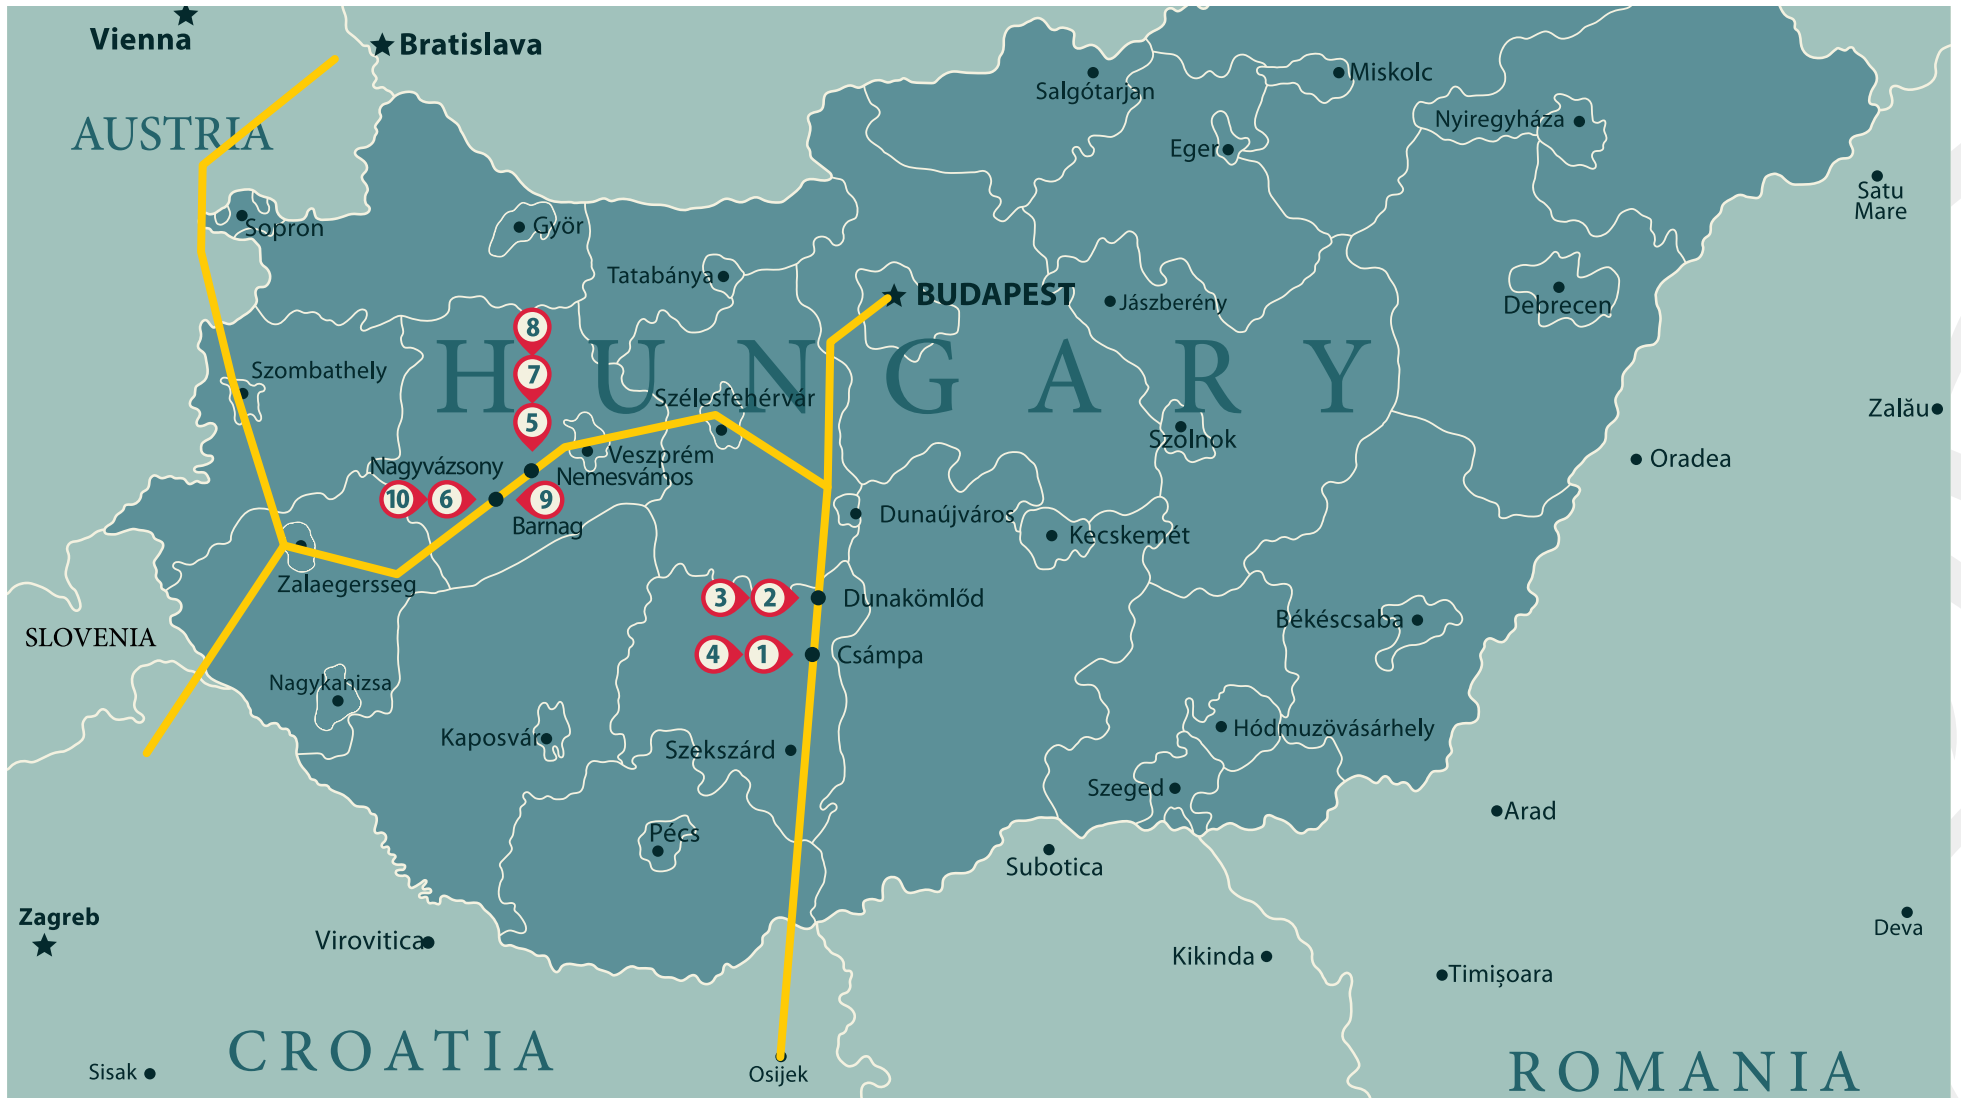 Vienna
Bratislava
AUSTRIA
Salgótarjan
Miskolc
Nyiregyháza
Eger
Satu
Mare
Sopron
Györ
Tatabánya
BUDAPEST
Jászberény
Debrecen
HUNGARY
8
7
5
Szombathely
Szélesfehérvár
Zalău
Szolnok
Oradea
Veszprém
Nagyvázsony
Nemesvámos
10
6
9
Barnag
Dunaújváros
Kecskemét
Zalaegersseg
3
2
Dunakömlőd
Békéscsaba
SLOVENIA
4
1
Csámpa
Nagykanizsa
Kaposvár
Szekszárd
Hódmuzövásárhely
Szeged
Arad
Pécs
Subotica
Zagreb
Virovitica
Deva
Kikinda
Timișoara
CROATIA
Sisak
Osijek
ROMANIA